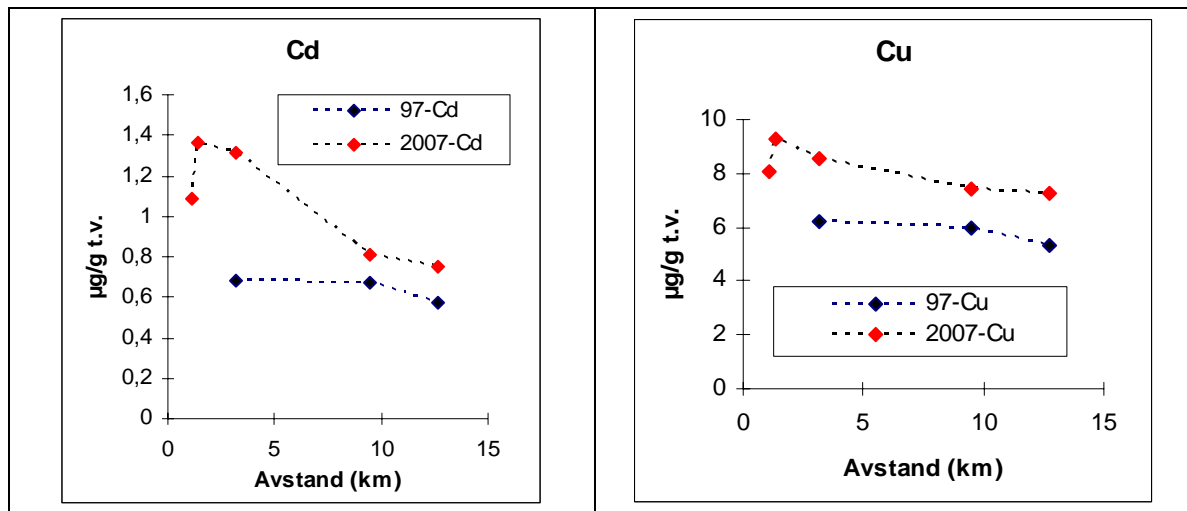 Cd
1,6
1,4
1,2
1
0,8
0,6
0,4
0,2
0
µg/g t.v.
97-Cd
2007-Cd
0 5 10 15
Avstand (km)
Cu
10
8
6
4
2
0
µg/g t.v.
97-Cu
2007-Cu
0 5 10 15
Avstand (km)